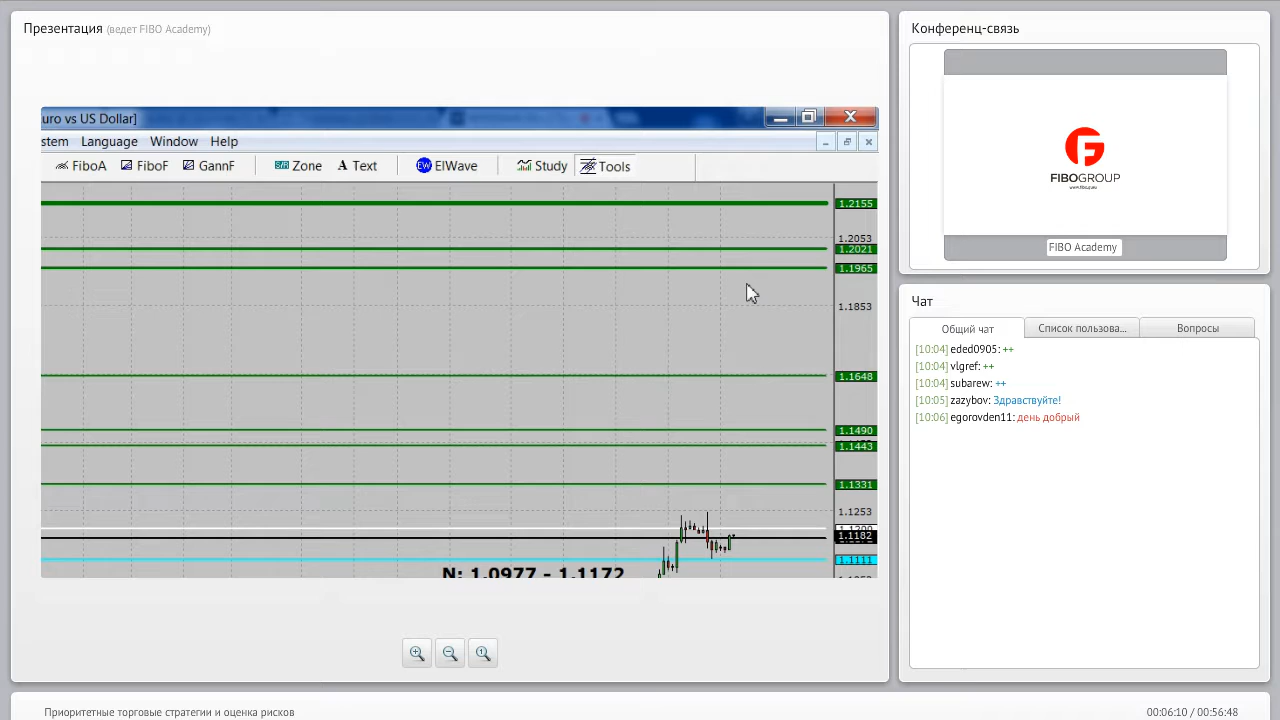 Презентация (ведет FIBO Academy)
uro vs US Dollar]
stem Language Window Help
FiboA FiboF GannF Zone A Text EW ElWave Study Tools
1.2155
1.2053
1.2021
1.1965
1.1853
1.1648
1.1490
1.1443
1.1331
1.1253
1.1182
1.1111
N: 1.0977 - 1.1172
Конференц-связь
FIBOGROUP
FIBO Academy
Чат
Общий чат Список пользова... Вопросы
[10:04] eded0905: ++
[10:04] vlgref: ++
[10:04] subarew: ++
[10:05] zazybov: Здравствуйте!
[10:06] egorovden11: день добрый
Приоритетные торговые стратегии и оценка рисков
00:06:10 / 00:56:48